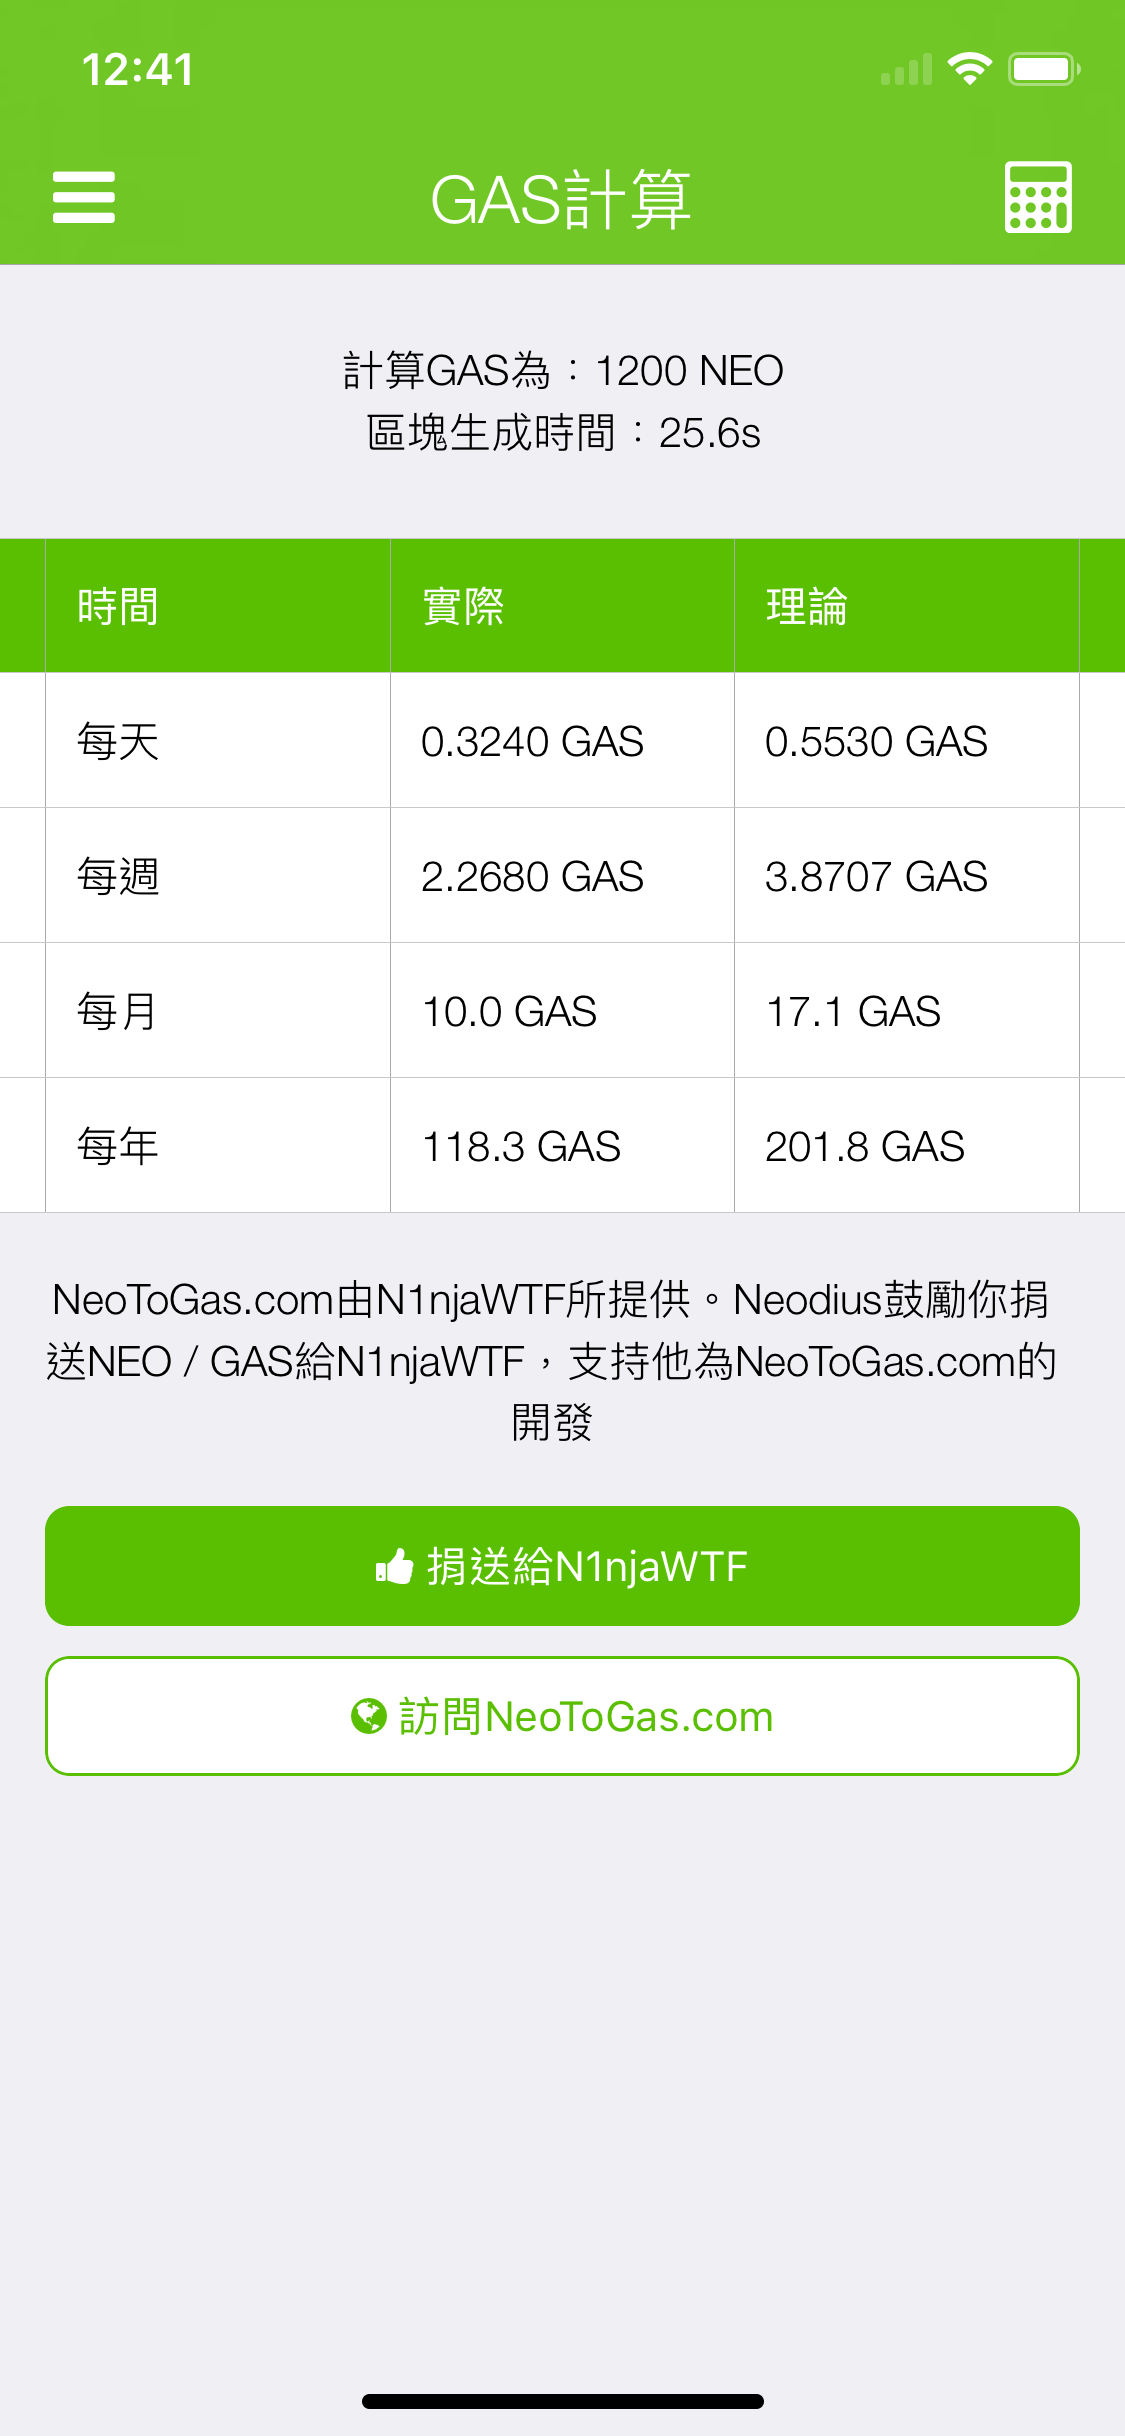 12:41
GAS計算
計算GAS為：1200 NEO
區塊生成時間：25.6s
時間 實際 理論
每天 0.3240 GAS 0.5530 GAS
每週 2.2680 GAS 3.8707 GAS
每月 10.0 GAS 17.1 GAS
每年 118.3 GAS 201.8 GAS
NeoToGas.com由N1njaWTF所提供。Neodius鼓勵你捐
送NEO / GAS給N1njaWTF，支持他為NeoToGas.com的
開發
捐送給N1njaWTF
訪問NeoToGas.com